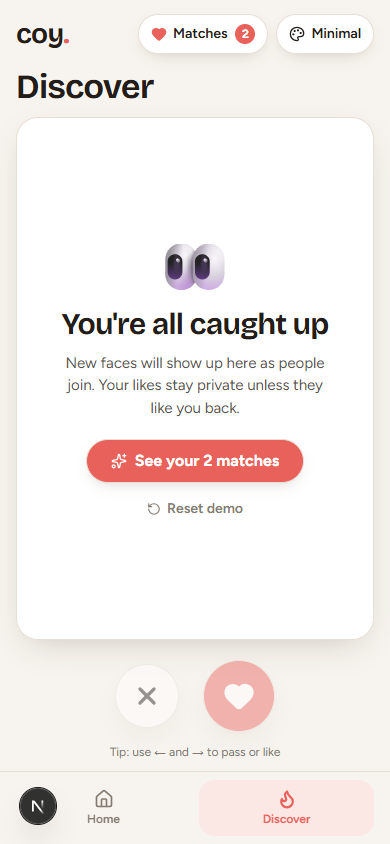 coy.
Matches 2
Minimal
Discover
You're all caught up
New faces will show up here as people
join. Your likes stay private unless they
like you back.
See your 2 matches
Reset demo
Tip: use ← and → to pass or like
N
Home
Discover